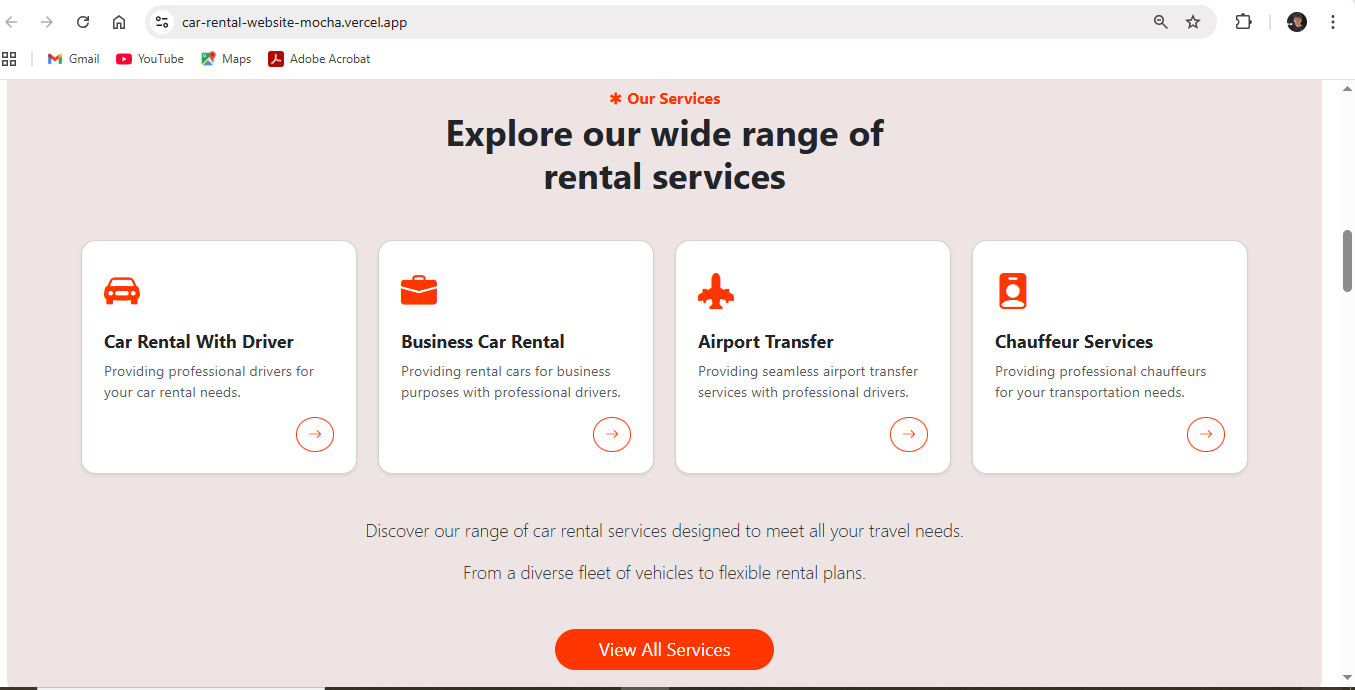 car-rental-website-mocha.vercel.app
Gmail YouTube Maps Adobe Acrobat
✱ Our Services
Explore our wide range of
rental services
Car Rental With Driver
Providing professional drivers for
your car rental needs.
Business Car Rental
Providing rental cars for business
purposes with professional drivers.
Airport Transfer
Providing seamless airport transfer
services with professional drivers.
Chauffeur Services
Providing professional chauffeurs
for your transportation needs.
Discover our range of car rental services designed to meet all your travel needs.
From a diverse fleet of vehicles to flexible rental plans.
View All Services